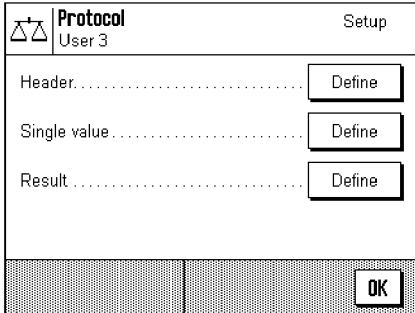 Protocol Setup
User 3
Header............................ Define
Single value........................ Define
Result ............................ Define
OK